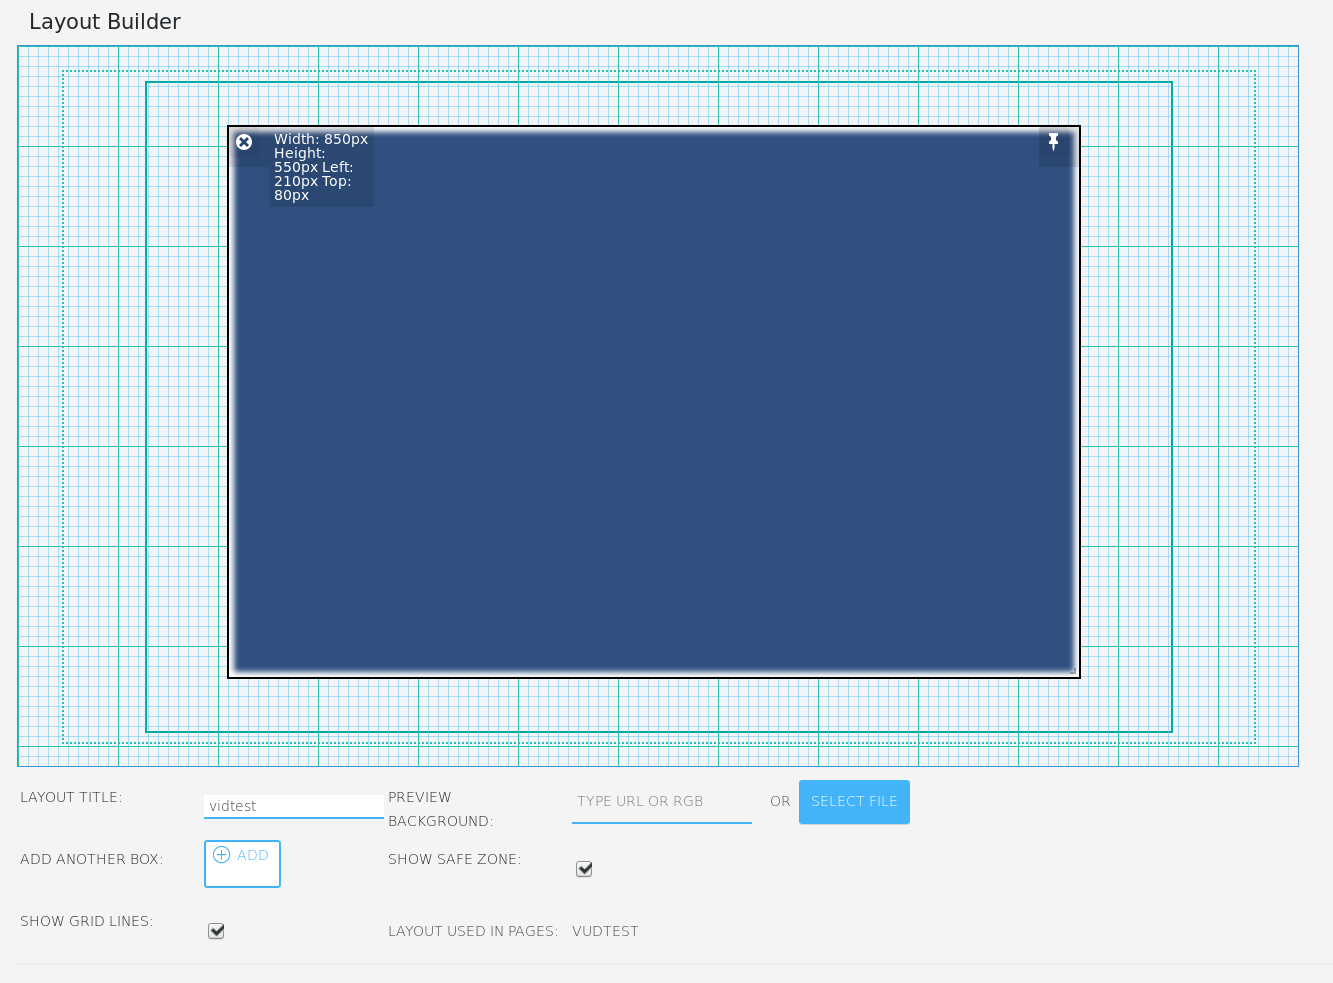 Layout Builder
Width: 850px
Height:
550px Left:
210px Top:
80px
LAYOUT TITLE:
vidtest
PREVIEW
BACKGROUND:
TYPE URL OR RGB
OR
SELECT FILE
ADD ANOTHER BOX:
ADD
SHOW SAFE ZONE:
SHOW GRID LINES:
LAYOUT USED IN PAGES:
VUDTEST